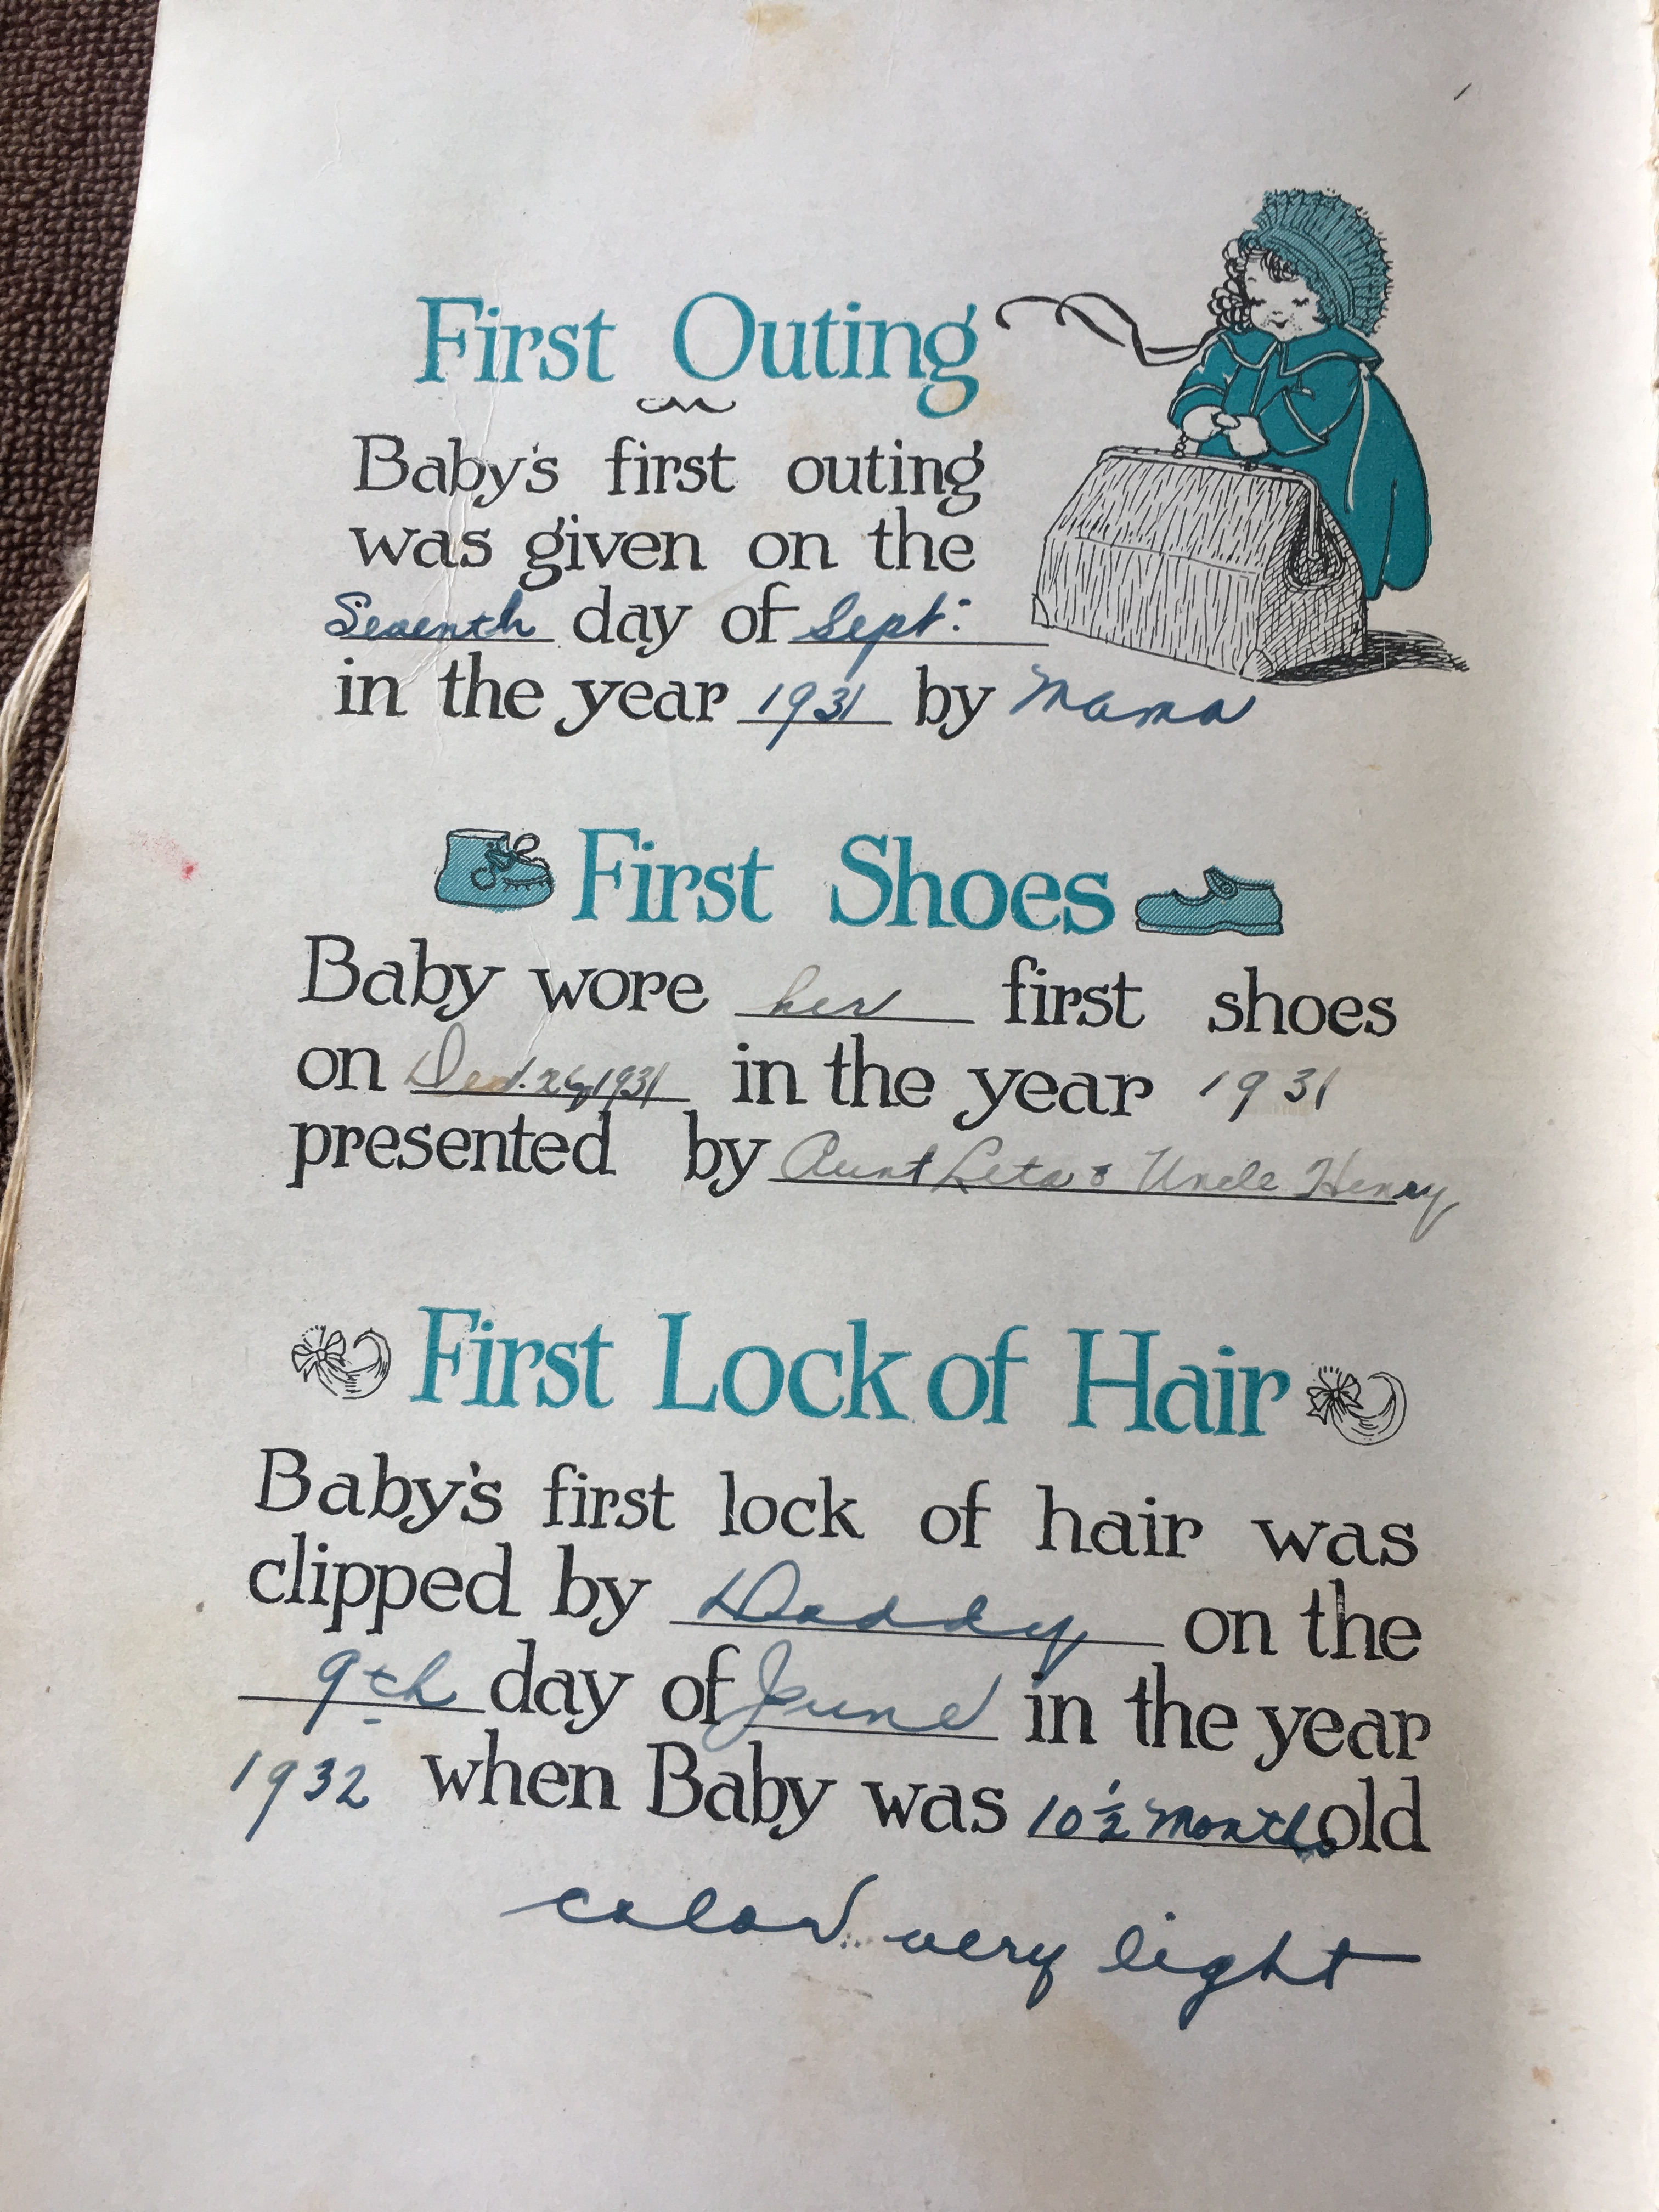 First Outing
Baby's first outing
was given on the
Seventh day of Sept:
in the year 1931 by Mama
First Shoes
Baby wore her first shoes
on 26, 1931 in the year 1931
presented by Aunt Leta & Uncle Henry
First Lock of Hair
Baby's first lock of hair was
clipped by Daddy on the
9th day of June in the year
1932 when Baby was 10 1/2 Months old
color very light